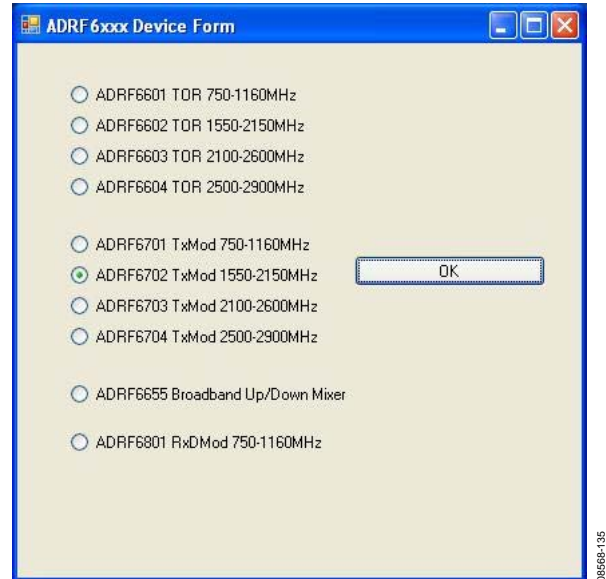 ADRF6xxx Device Form
ADRF6601 TOR 750-1160MHz
ADRF6602 TOR 1550-2150MHz
ADRF6603 TOR 2100-2600MHz
ADRF6604 TOR 2500-2900MHz
ADRF6701 TxMod 750-1160MHz
ADRF6702 TxMod 1550-2150MHz
OK
ADRF6703 TxMod 2100-2600MHz
ADRF6704 TxMod 2500-2900MHz
ADRF6655 Broadband Up/Down Mixer
ADRF6801 RxDMod 750-1160MHz
08568-135